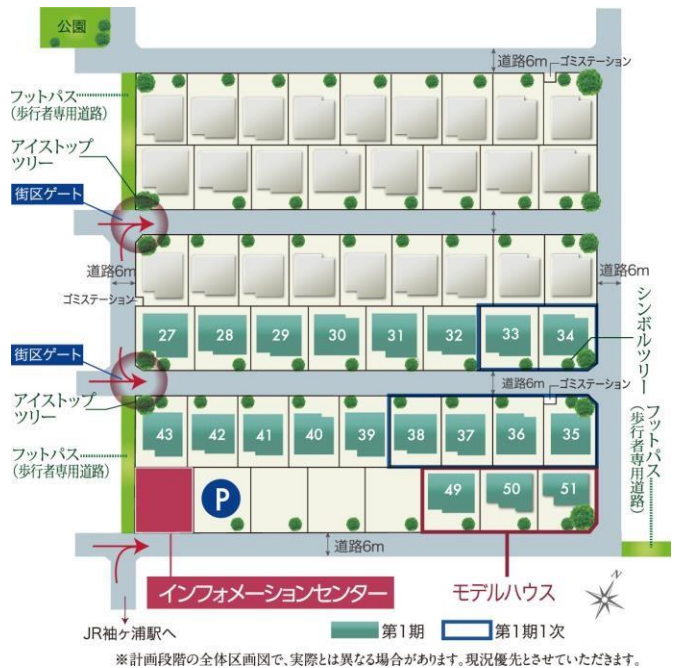 公園
道路6m
ゴミステーション
フットパス
(歩行者専用道路)
アイストップ
ツリー
街区ゲート
道路6m
道路6m
ゴミステーション
27
28
29
30
31
32
33
34
シンボルツリー
街区ゲート
道路6m
ゴミステーション
アイストップ
ツリー
43
42
41
40
39
38
37
36
35
フットパス
(歩行者専用道路)
フットパス
(歩行者専用道路)
P
49
50
51
道路6m
インフォメーションセンター
モデルハウス
N
JR袖ヶ浦駅へ
第1期
第1期1次
※計画段階の全体区画図で、実際とは異なる場合があります。現況優先とさせていただきます。